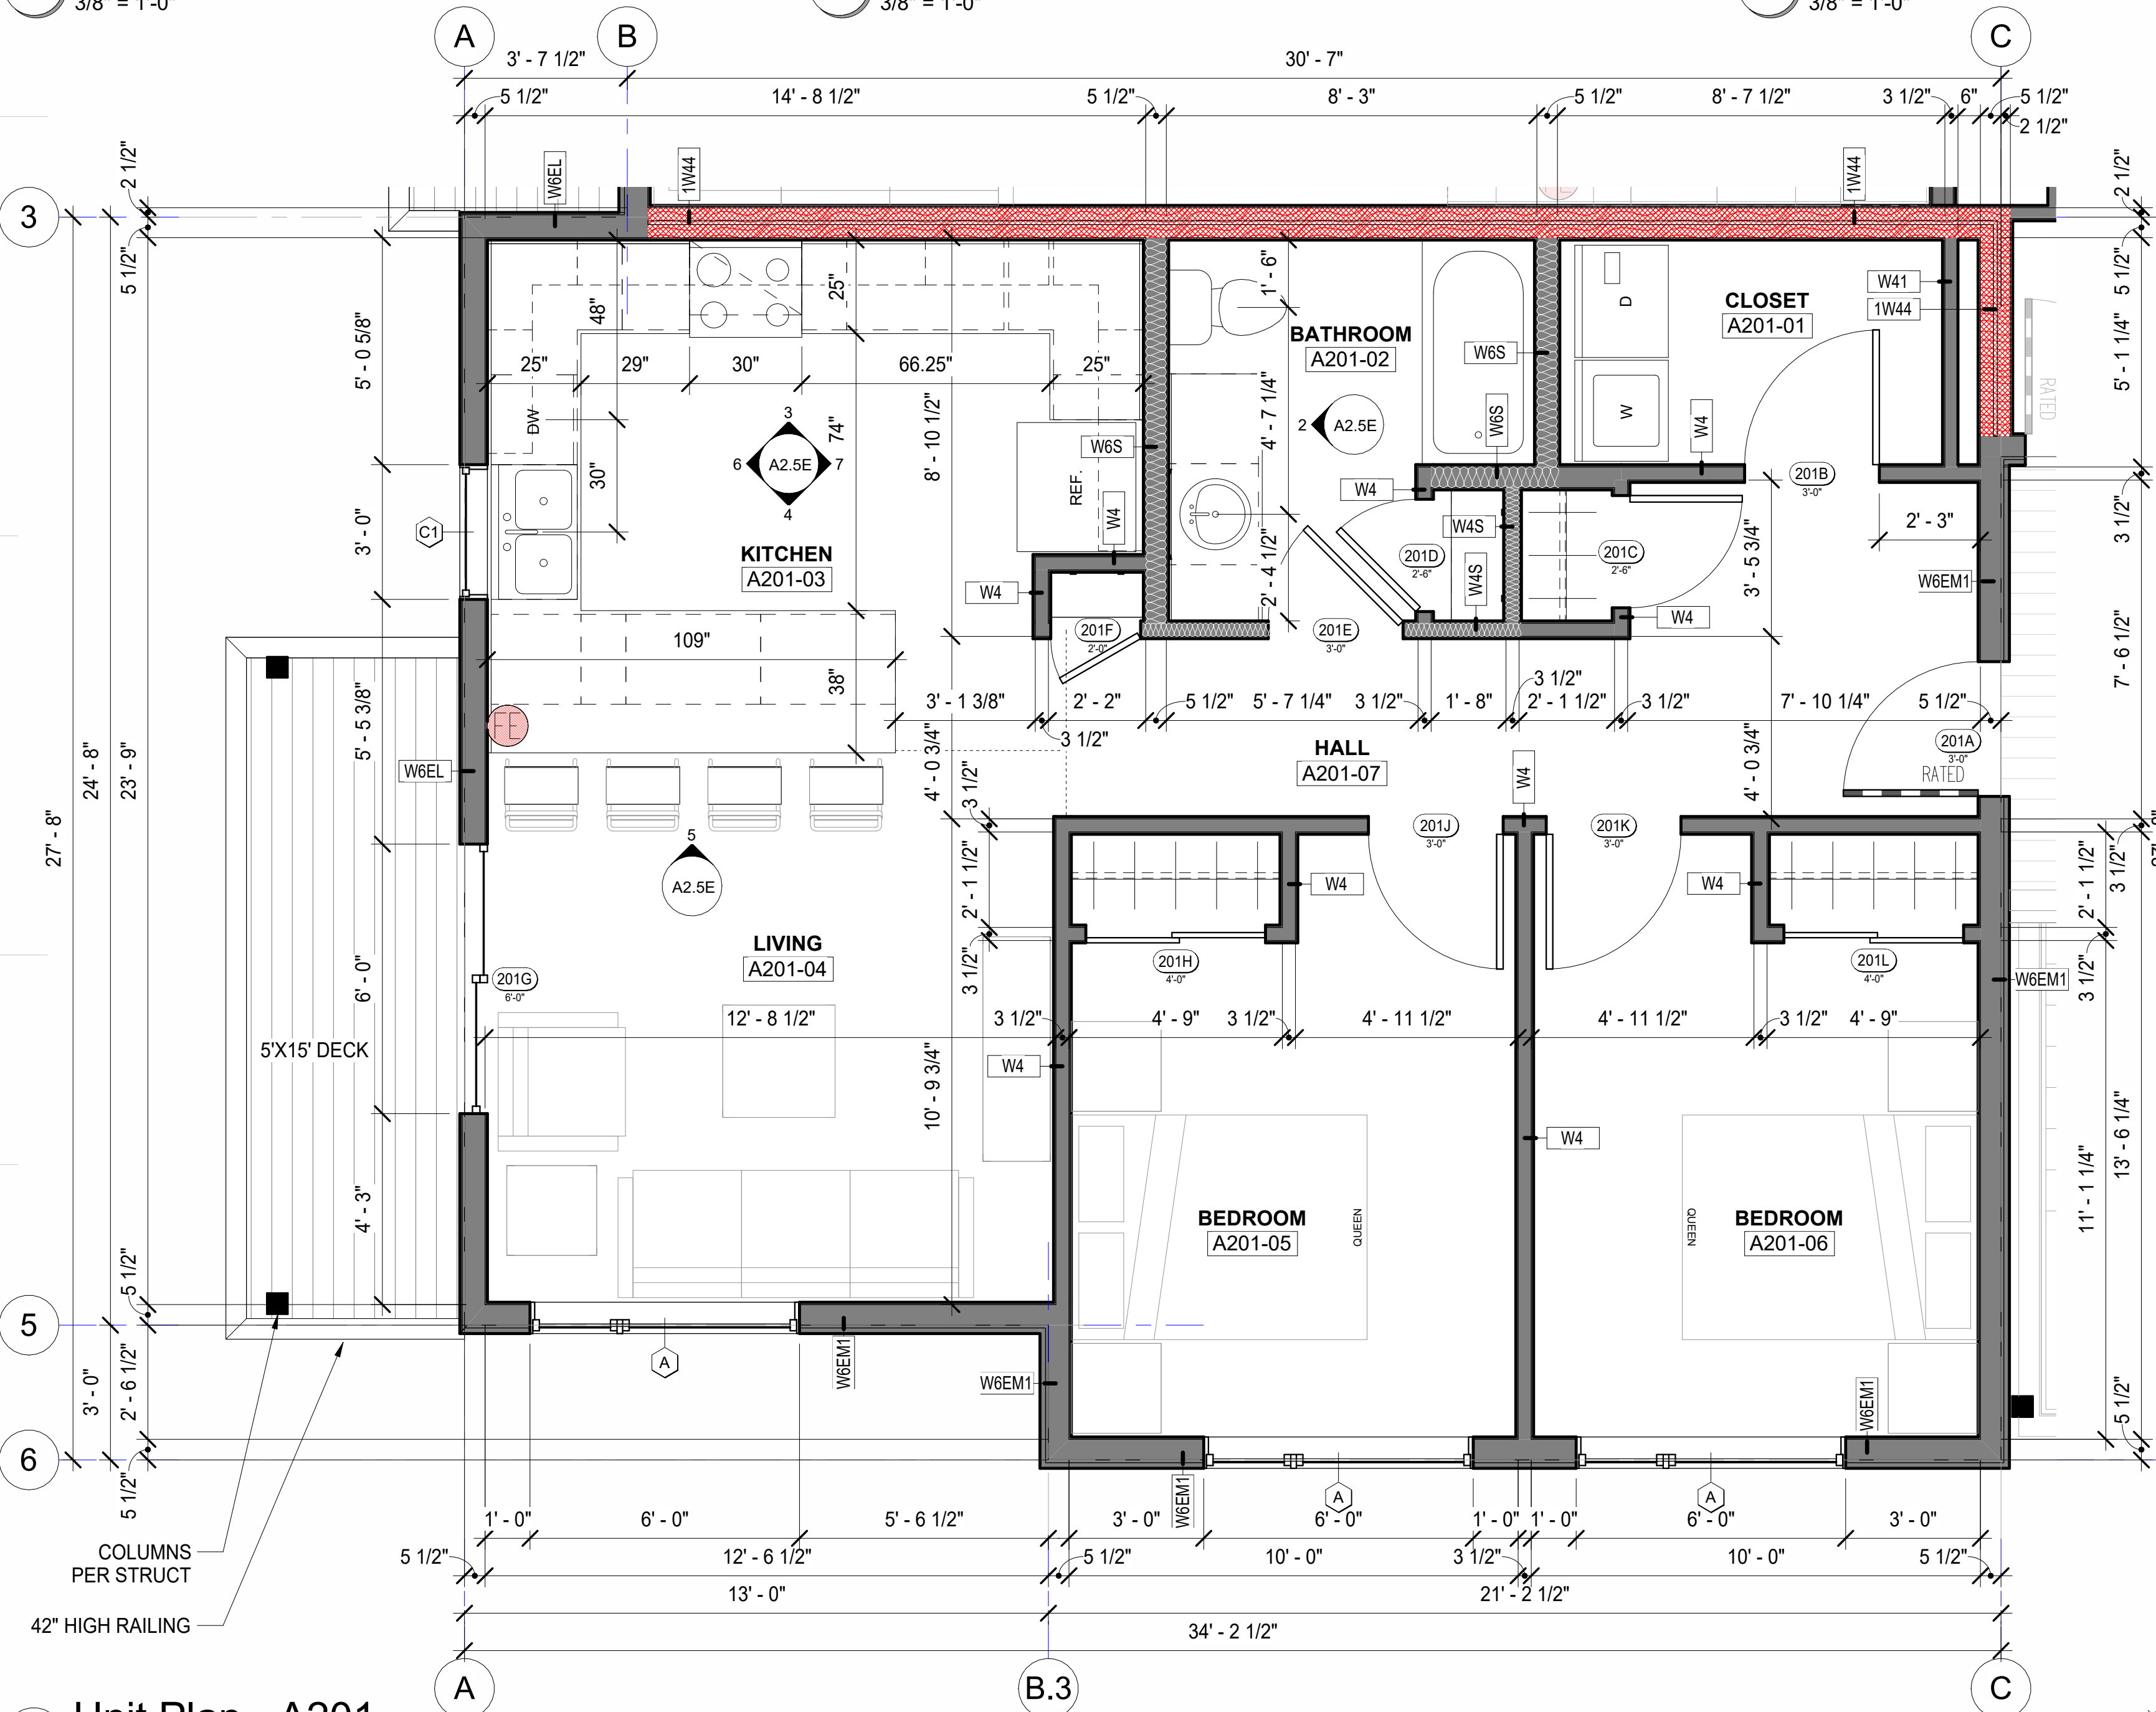 3/8" = 1'-0"
3/8" = 1'-0"
3/8" = 1'-0"
A
B
C
3' - 7 1/2"
30' - 7"
5 1/2"
14' - 8 1/2"
5 1/2"
8' - 3"
5 1/2"
8' - 7 1/2"
3 1/2"
6"
5 1/2"
2 1/2"
2 1/2"
W6EL
1W44
1W44
2 1/2"
3
5 1/2"
5 1/2"
5' - 0 5/8"
48"
25"
1' - 6"
D
CLOSET
A201-01
W41
1W44
5' - 1 1/4"
RATED
BATHROOM
A201-02
W6S
25"
29"
30"
66.25"
25"
DW
3
6
A2.5E
7
4
74"
8' - 10 1/2"
W6S
4' - 7 1/4"
2
A2.5E
W6S
W
W4
30"
REF.
W4
W4
201B
3'-0"
2' - 3"
3 1/2"
C1
3' - 0"
KITCHEN
A201-03
W4
2' - 4 1/2"
W4S
201D
2'-6"
W4S
201C
2'-6"
3' - 5 3/4"
W6EM1
W4
201F
2'-0"
201E
3'-0"
109"
38"
7' - 6 1/2"
5' - 5 3/8"
3' - 1 3/8"
2' - 2"
5 1/2"
5' - 7 1/4"
3 1/2"
1' - 8"
3 1/2"
2' - 1 1/2"
3 1/2"
7' - 10 1/4"
5 1/2"
3 1/2"
FE
W6EL
24' - 8"
23' - 9"
27' - 8"
4' - 0 3/4"
HALL
A201-07
W4
4' - 0 3/4"
201A
3'-0"
RATED
3 1/2"
201J
3'-0"
201K
3'-0"
5
A2.5E
2' - 1 1/2"
W4
W4
2' - 1 1/2"
3 1/2"
LIVING
A201-04
3 1/2"
201H
4'-0"
201L
4'-0"
W6EM1
3 1/2"
201G
6'-0"
6' - 0"
12' - 8 1/2"
3 1/2"
4' - 9"
3 1/2"
4' - 11 1/2"
4' - 11 1/2"
3 1/2"
4' - 9"
5'X15' DECK
10' - 9 3/4"
W4
W4
13' - 6 1/4"
11' - 1 1/4"
4' - 3"
BEDROOM
A201-05
QUEEN
QUEEN
BEDROOM
A201-06
5 1/2"
5
A
W6EM1
W6EM1
3' - 0"
2' - 6 1/2"
W6EM1
5 1/2"
6
5 1/2"
W6EM1
A
A
1' - 0"
6' - 0"
5' - 6 1/2"
3' - 0"
6' - 0"
1' - 0"
1' - 0"
6' - 0"
3' - 0"
COLUMNS
PER STRUCT
5 1/2"
12' - 6 1/2"
5 1/2"
10' - 0"
3 1/2"
10' - 0"
5 1/2"
13' - 0"
21' - 2 1/2"
42" HIGH RAILING
34' - 2 1/2"
A
B.3
C
Unit Plan - A201